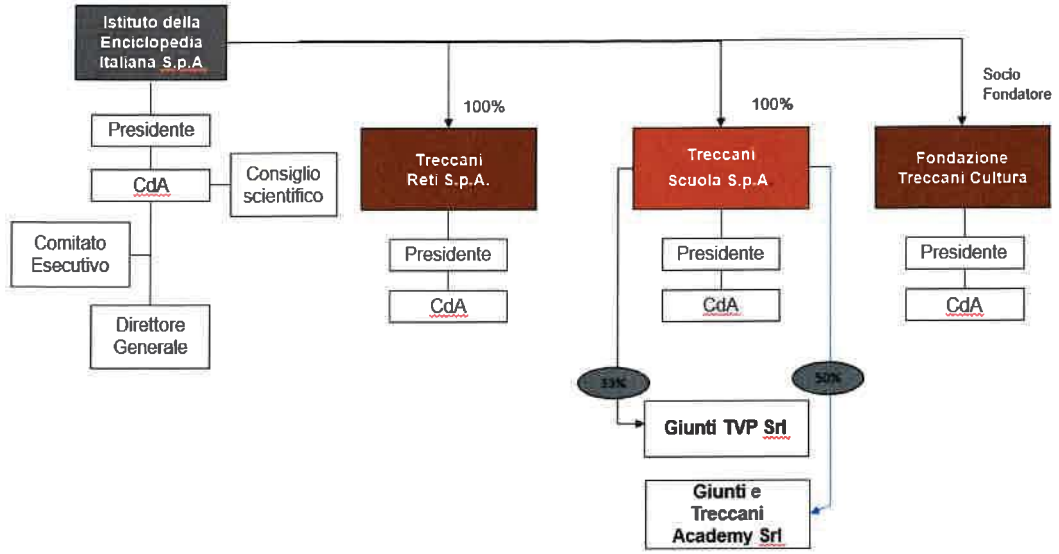 Istituto della
Enciclopedia
Italiana S.p.A
Presidente
CdA
Consiglio
scientifico
Comitato
Esecutivo
Direttore
Generale
100%
Treccani
Reti S.p.A.
Presidente
CdA
100%
Treccani
Scuola S.p.A.
Presidente
CdA
Socio
Fondatore
Fondazione
Treccani Cultura
Presidente
CdA
33%
50%
Giunti TVP Srl
Giunti e
Treccani
Academy Srl